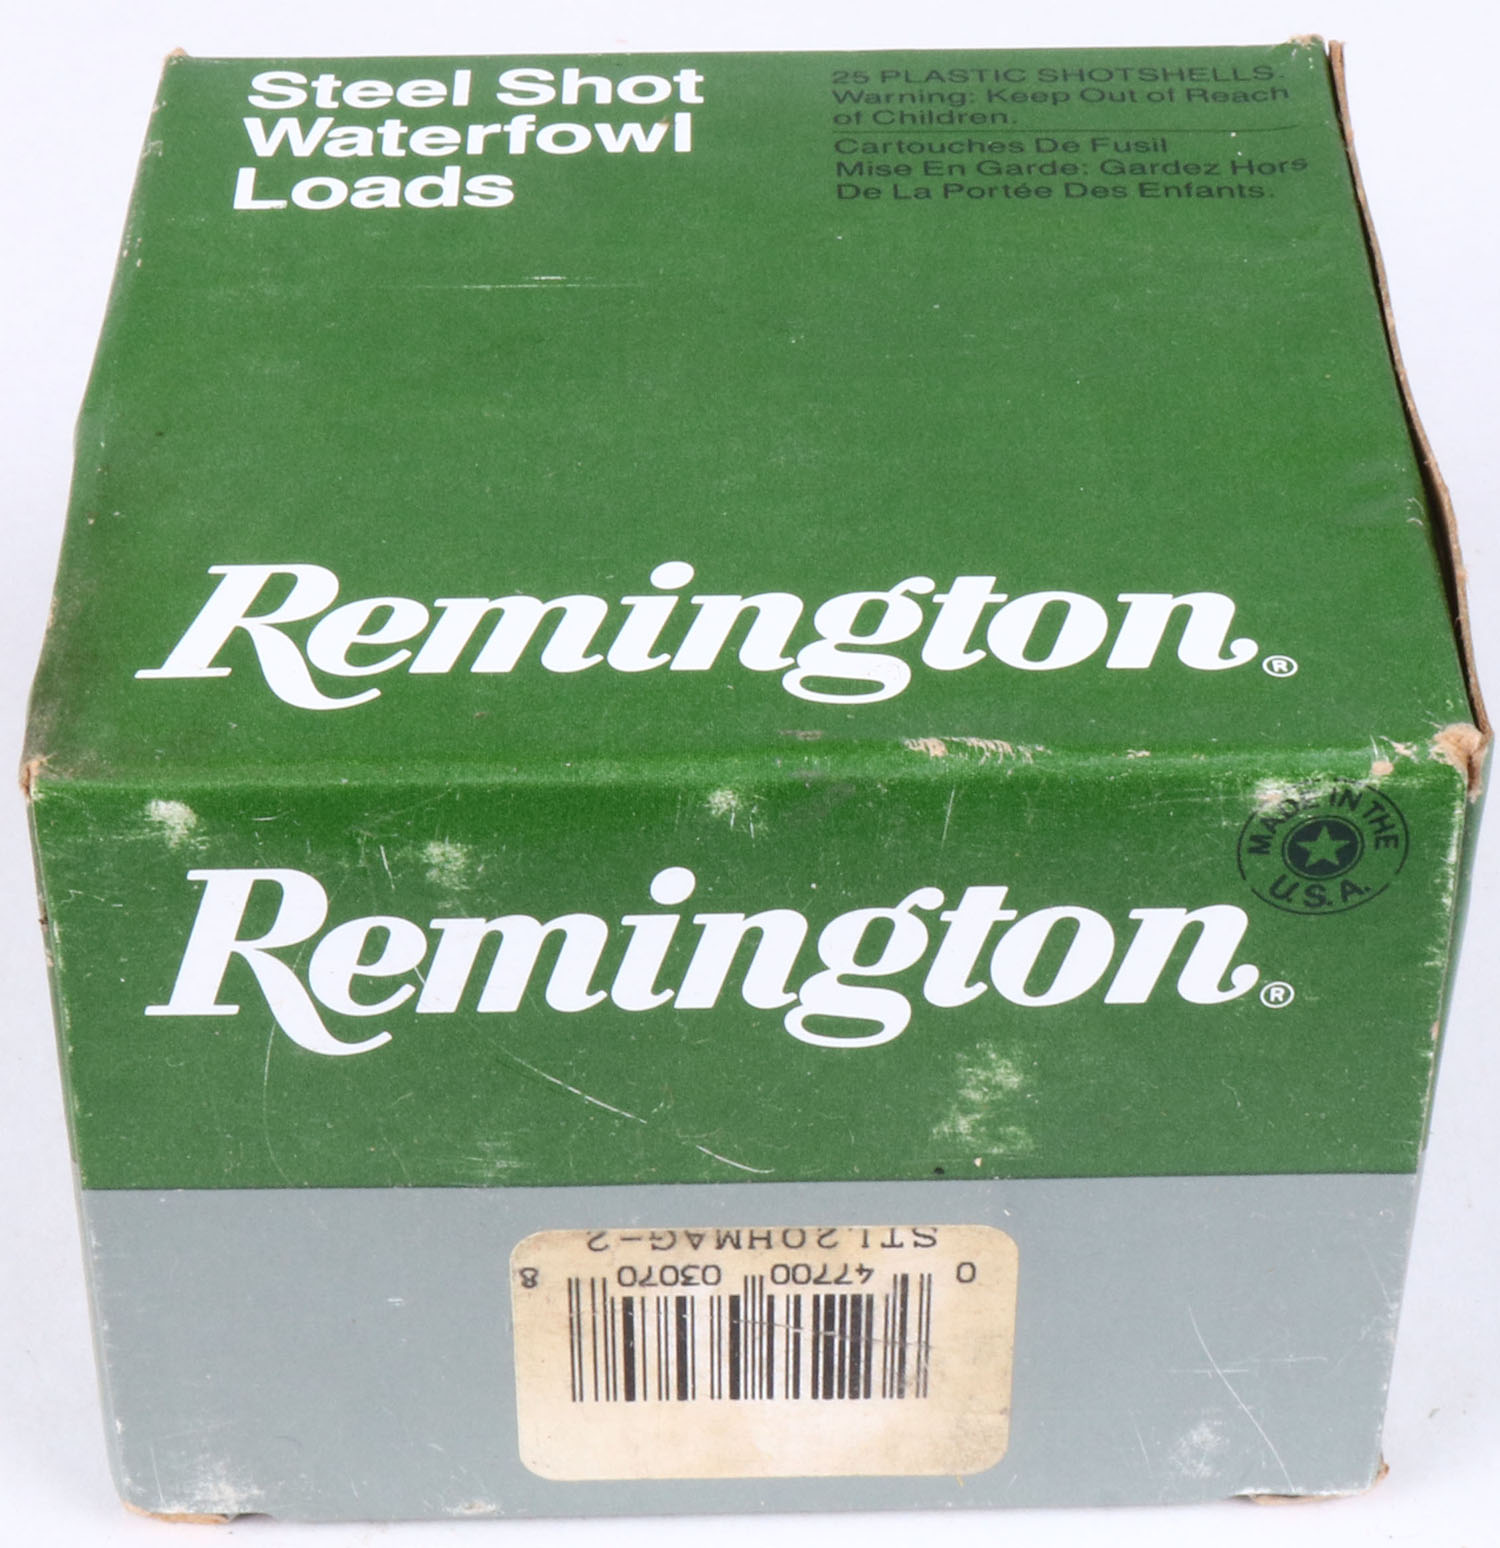 Steel Shot
Waterfowl
Loads
25 PLASTIC SHOTSHELLS.
Warning: Keep Out of Reach
of Children.
Cartouches De Fusil
Mise En Garde: Gardez Hors
De La Portée Des Enfants.
Remington®
MADE IN THE
U.S.A.
Remington®
STL20HMAG-2
0 47700 03070 8